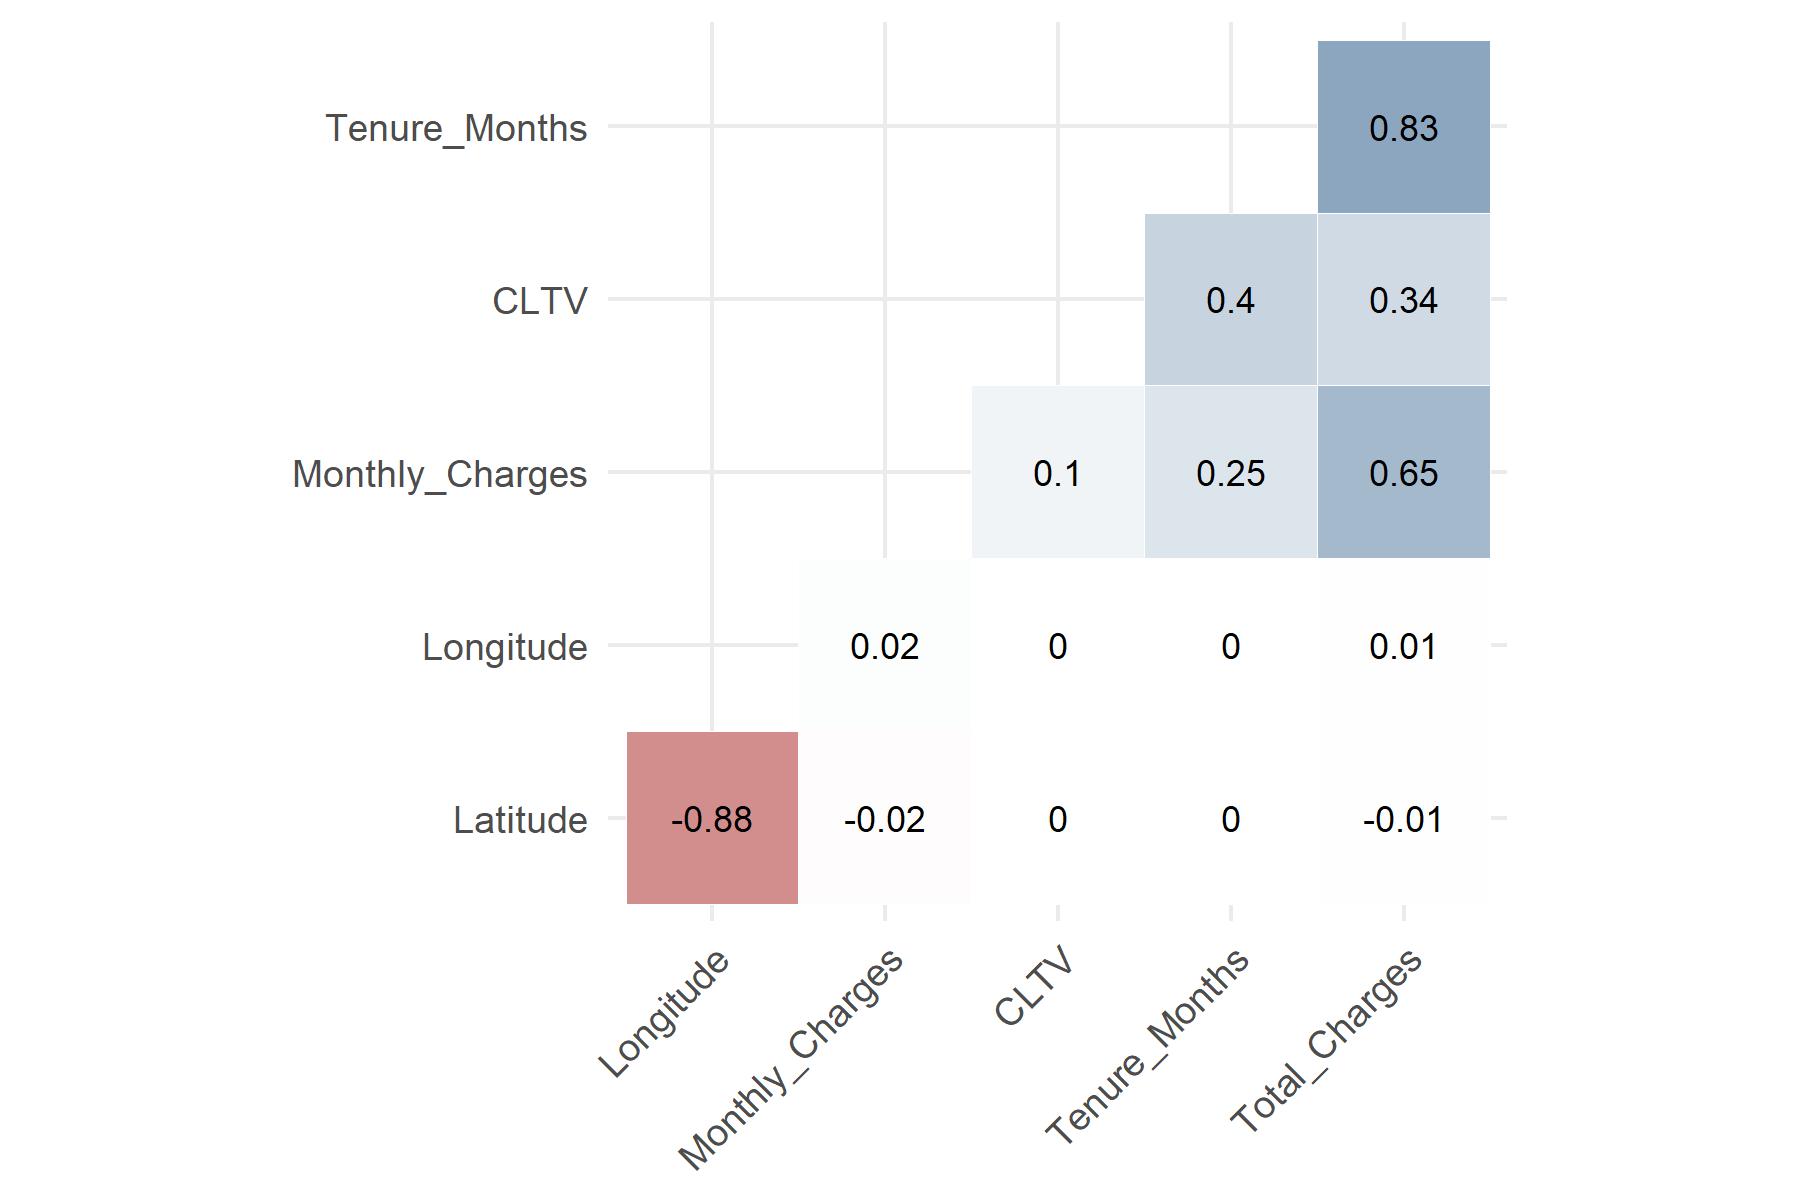 Tenure_Months 0.83
CLTV 0.4 0.34
Monthly_Charges 0.1 0.25 0.65
Longitude 0.02 0 0 0.01
Latitude -0.88 -0.02 0 0 -0.01
Longitude Monthly_Charges CLTV Tenure_Months Total_Charges